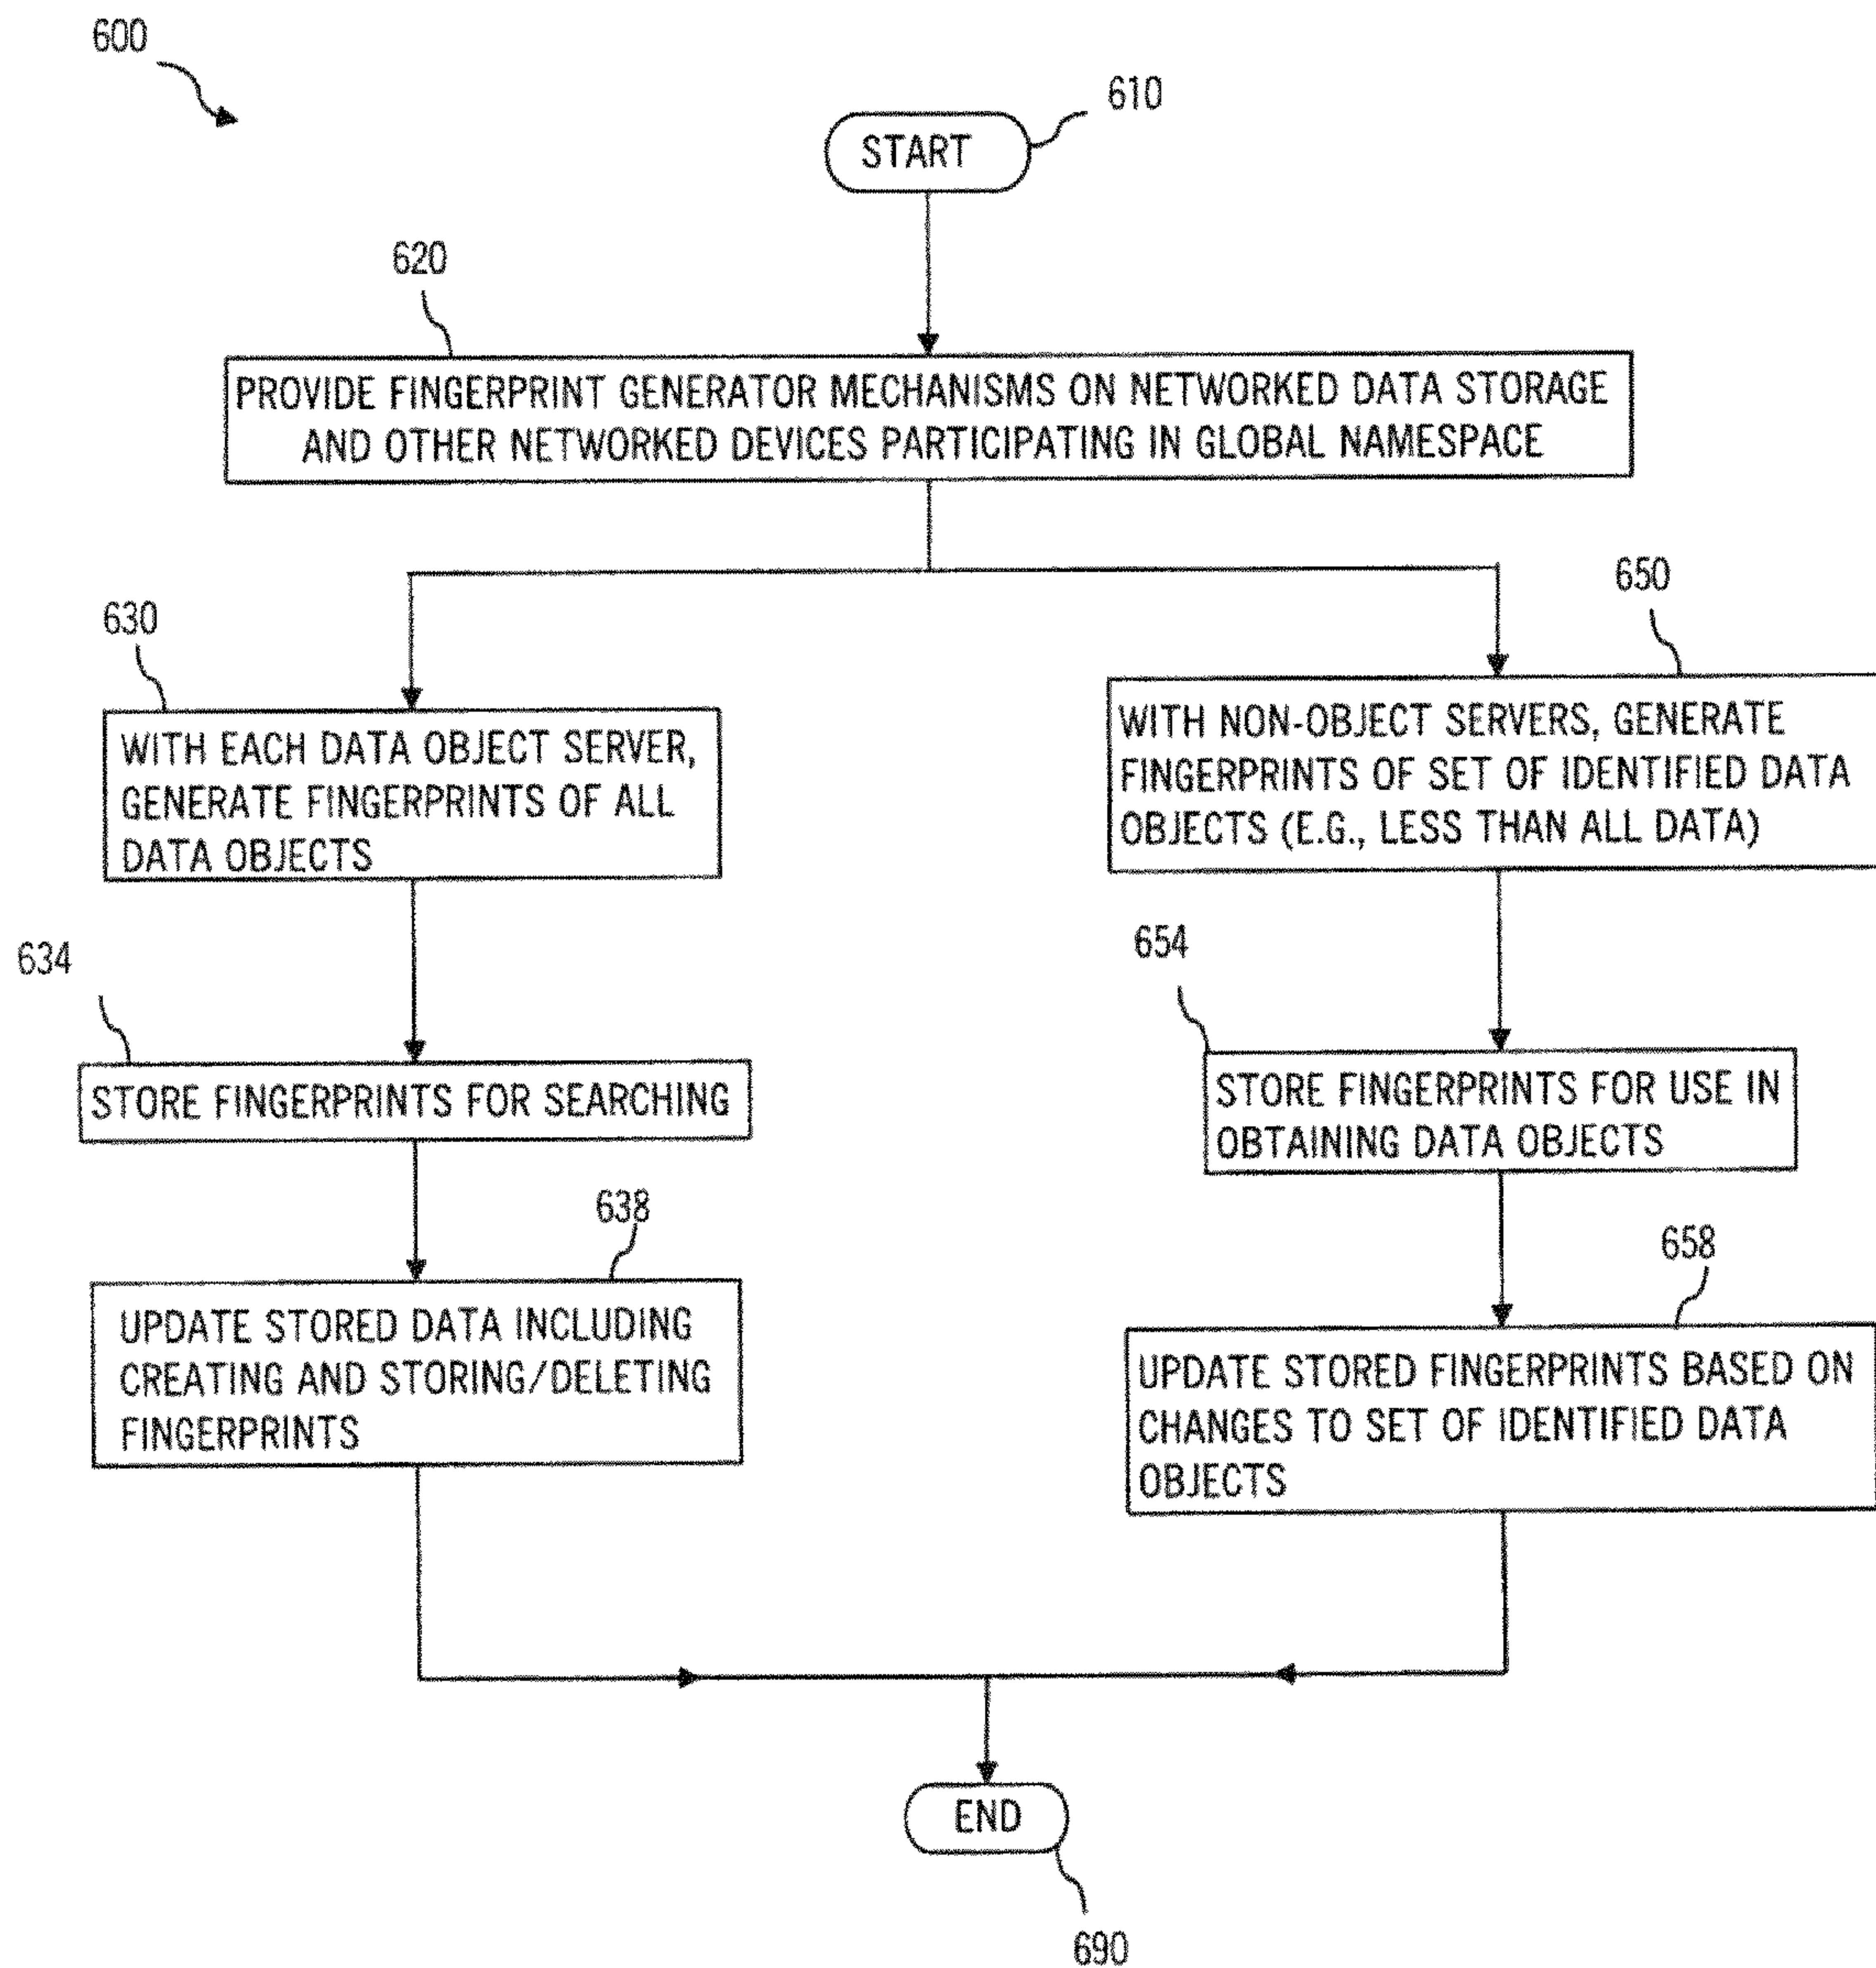 600
610
START
620
PROVIDE FINGERPRINT GENERATOR MECHANISMS ON NETWORKED DATA STORAGE
AND OTHER NETWORKED DEVICES PARTICIPATING IN GLOBAL NAMESPACE
630
WITH EACH DATA OBJECT SERVER,
GENERATE FINGERPRINTS OF ALL
DATA OBJECTS
634
STORE FINGERPRINTS FOR SEARCHING
638
UPDATE STORED DATA INCLUDING
CREATING AND STORING/DELETING
FINGERPRINTS
650
WITH NON-OBJECT SERVERS, GENERATE
FINGERPRINTS OF SET OF IDENTIFIED DATA
OBJECTS (E.G., LESS THAN ALL DATA)
654
STORE FINGERPRINTS FOR USE IN
OBTAINING DATA OBJECTS
658
UPDATE STORED FINGERPRINTS BASED ON
CHANGES TO SET OF IDENTIFIED DATA
OBJECTS
END
690